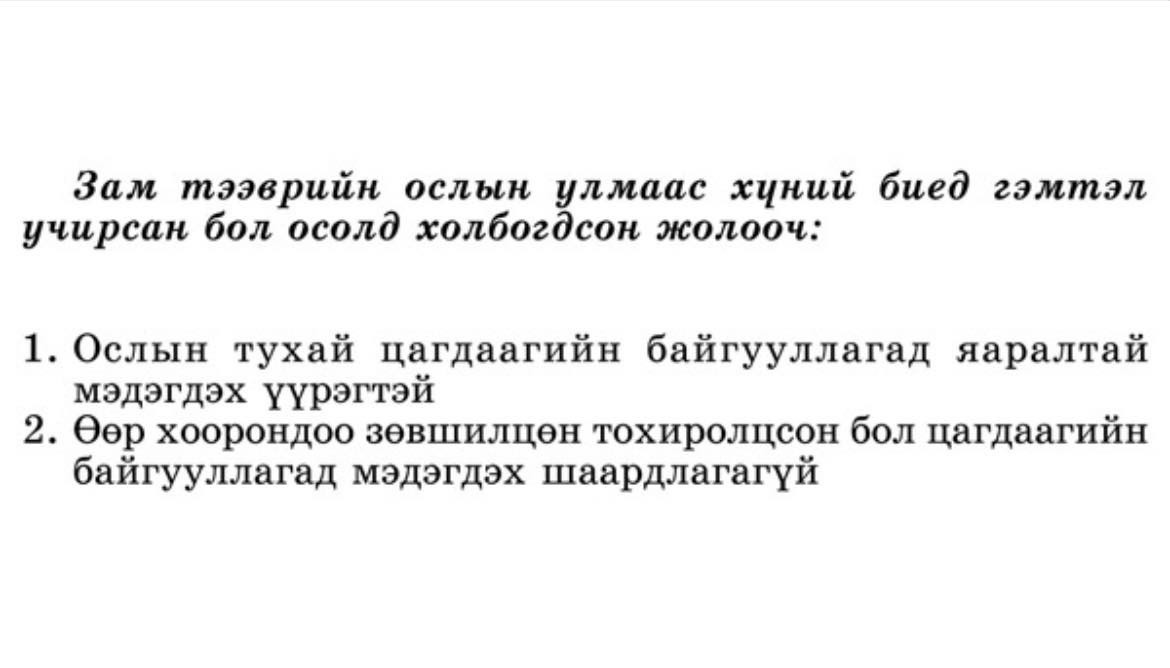 Зам тээврийн ослын улмаас хүний биед гэмтэл
учирсан бол осолд холбогдсон жолооч:
1. Ослын тухай цагдаагийн байгууллагад яаралтай
мэдэгдэх үүрэгтэй
2. Өөр хоорондоо зөвшилцөн тохиролцсон бол цагдаагийн
байгууллагад мэдэгдэх шаардлагагүй